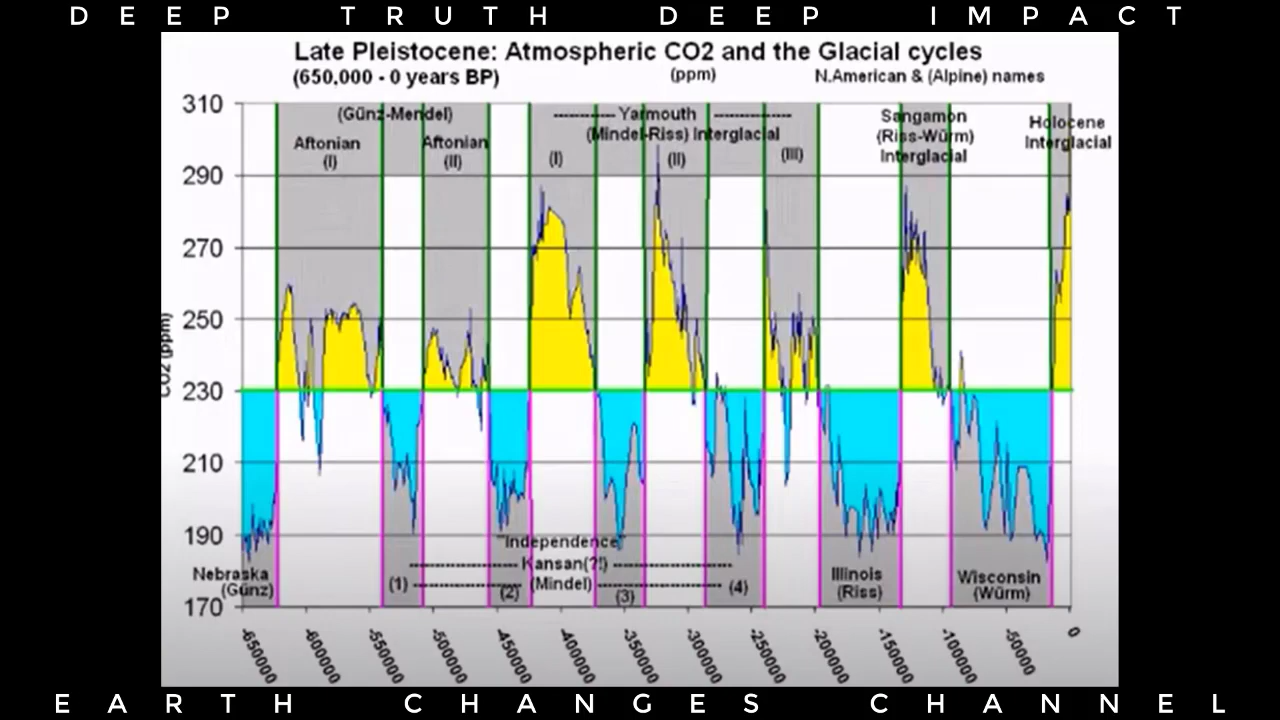 DEEP TRUTH DEEP IMPACT
Late Pleistocene: Atmospheric CO2 and the Glacial cycles
(650,000 - 0 years BP) (ppm) N.American & (Alpine) names
310
(Günz-Mendel)
Aftonian
(I)
Aftonian
(II)
---------- Yarmouth -------------
(Mindel-Riss) Interglacial
(I)
(II)
(III)
Sangamon
(Riss-Würm)
Interglacial
Holocene
Interglacial
290
270
250
CO2 (ppm)
230
210
190
170
Nebraska
(Günz)
"Independence"
------------------ Kansan(?!) --------------------
(1) ------------------ (Mindel) --------------------- (4)
(2)
(3)
Illinois
(Riss)
Wisconsin
(Würm)
-650000 -600000 -550000 -500000 -450000 -400000 -350000 -300000 -250000 -200000 -150000 -100000 -50000 0
EARTH CHANGES CHANNEL